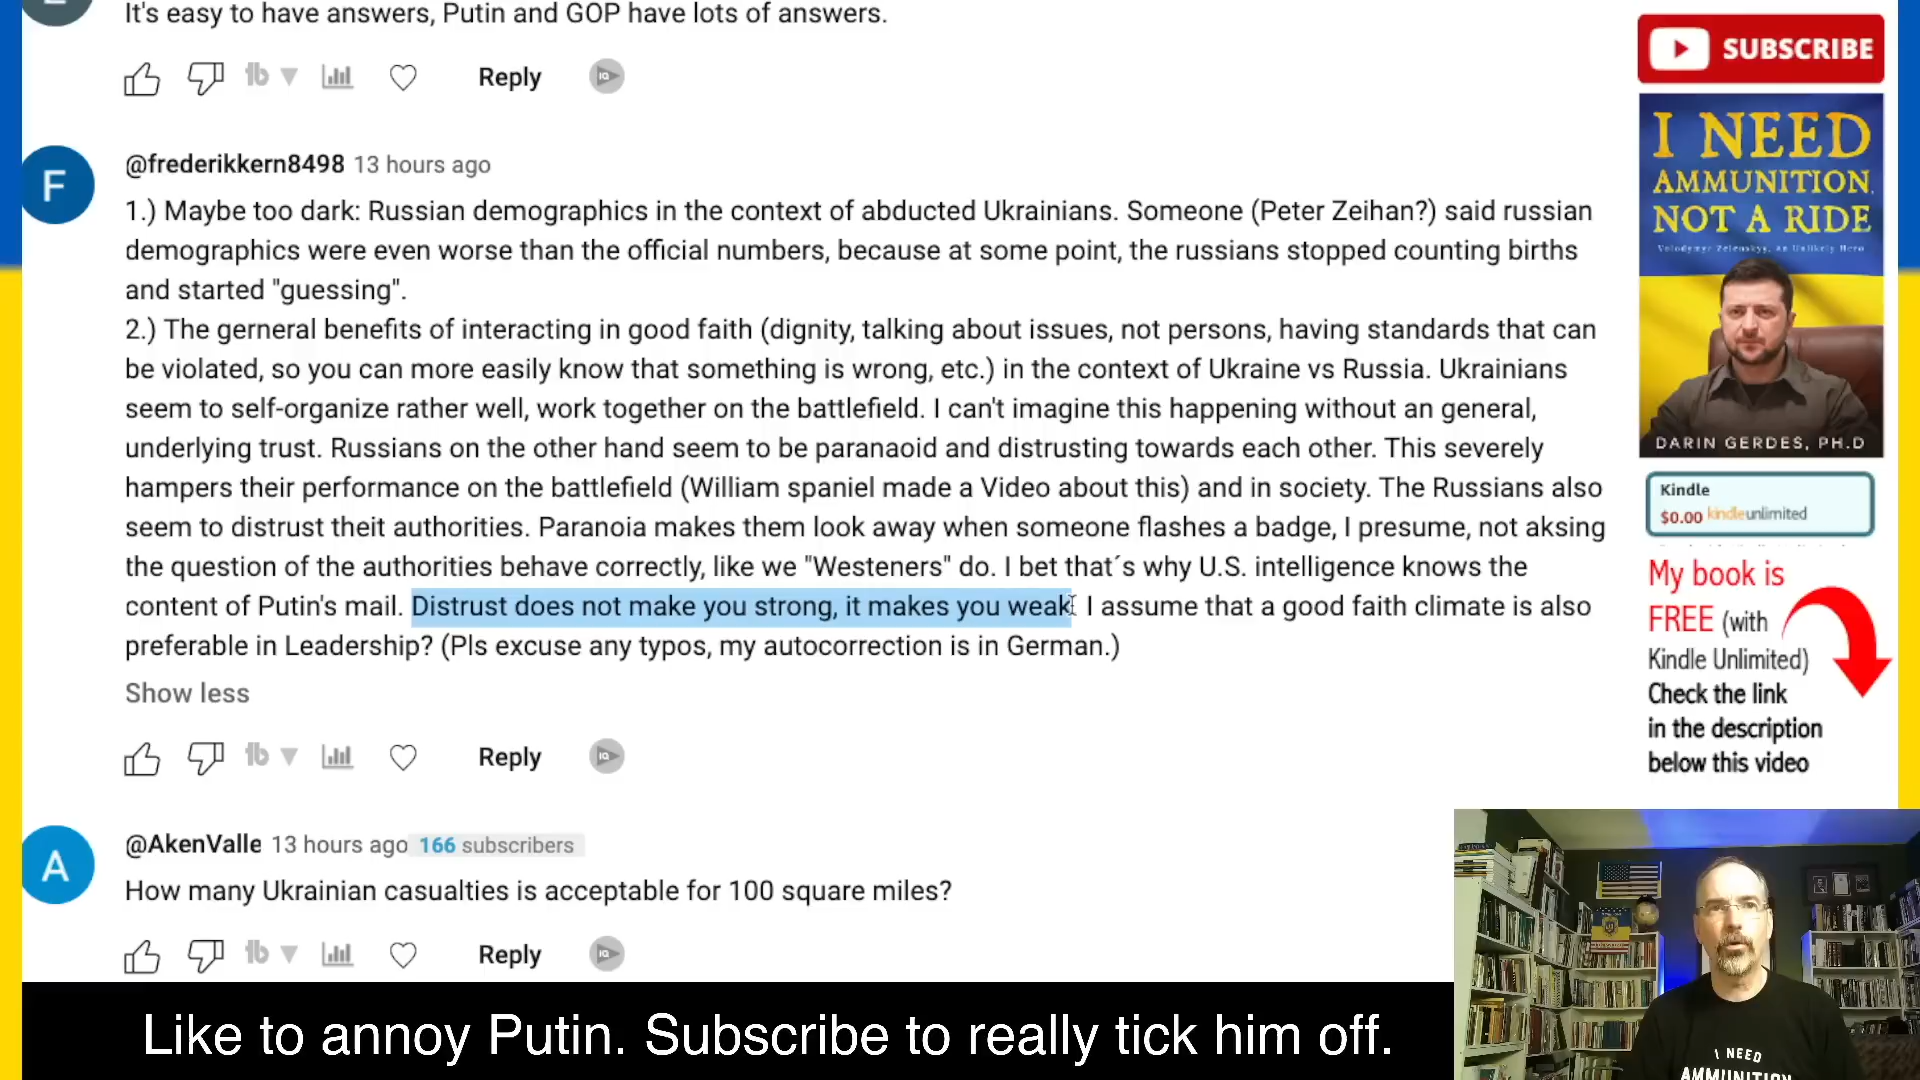 It's easy to have answers, Putin and GOP have lots of answers.
Reply
@frederikkern8498 13 hours ago
F
1.) Maybe too dark: Russian demographics in the context of abducted Ukrainians. Someone (Peter Zeihan?) said russian
demographics were even worse than the official numbers, because at some point, the russians stopped counting births
and started "guessing".
2.) The gerneral benefits of interacting in good faith (dignity, talking about issues, not persons, having standards that can
be violated, so you can more easily know that something is wrong, etc.) in the context of Ukraine vs Russia. Ukrainians
seem to self-organize rather well, work together on the battlefield. I can't imagine this happening without an general,
underlying trust. Russians on the other hand seem to be paranaoid and distrusting towards each other. This severely
hampers their performance on the battlefield (William spaniel made a Video about this) and in society. The Russians also
seem to distrust theit authorities. Paranoia makes them look away when someone flashes a badge, I presume, not aksing
the question of the authorities behave correctly, like we "Westeners" do. I bet that´s why U.S. intelligence knows the
content of Putin's mail. Distrust does not make you strong, it makes you weak. I assume that a good faith climate is also
preferable in Leadership? (Pls excuse any typos, my autocorrection is in German.)
Show less
Reply
@AkenValle 13 hours ago 166 subscribers
A
How many Ukrainian casualties is acceptable for 100 square miles?
Reply
SUBSCRIBE
I NEED
AMMUNITION,
NOT A RIDE
Volodymyr Zelenskyy, An Unlikely Hero
DARIN GERDES, PH.D
Kindle
$0.00 kindleunlimited
My book is
FREE (with
Kindle Unlimited)
Check the link
in the description
below this video
I NEED
AMMUNITION
Like to annoy Putin. Subscribe to really tick him off.